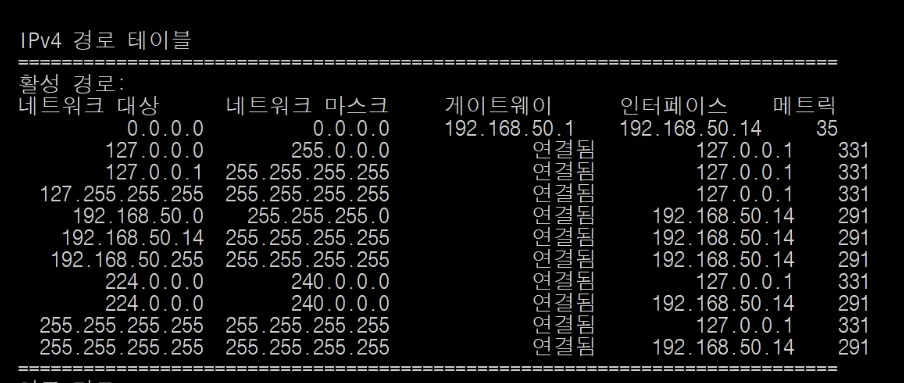 IPv4 경로 테이블
===========================================================================
활성 경로:
네트워크 대상 네트워크 마스크 게이트웨이 인터페이스 메트릭
0.0.0.0 0.0.0.0 192.168.50.1 192.168.50.14 35
127.0.0.0 255.0.0.0 연결됨 127.0.0.1 331
127.0.0.1 255.255.255.255 연결됨 127.0.0.1 331
127.255.255.255 255.255.255.255 연결됨 127.0.0.1 331
192.168.50.0 255.255.255.0 연결됨 192.168.50.14 291
192.168.50.14 255.255.255.255 연결됨 192.168.50.14 291
192.168.50.255 255.255.255.255 연결됨 192.168.50.14 291
224.0.0.0 240.0.0.0 연결됨 127.0.0.1 331
224.0.0.0 240.0.0.0 연결됨 192.168.50.14 291
255.255.255.255 255.255.255.255 연결됨 127.0.0.1 331
255.255.255.255 255.255.255.255 연결됨 192.168.50.14 291
===========================================================================